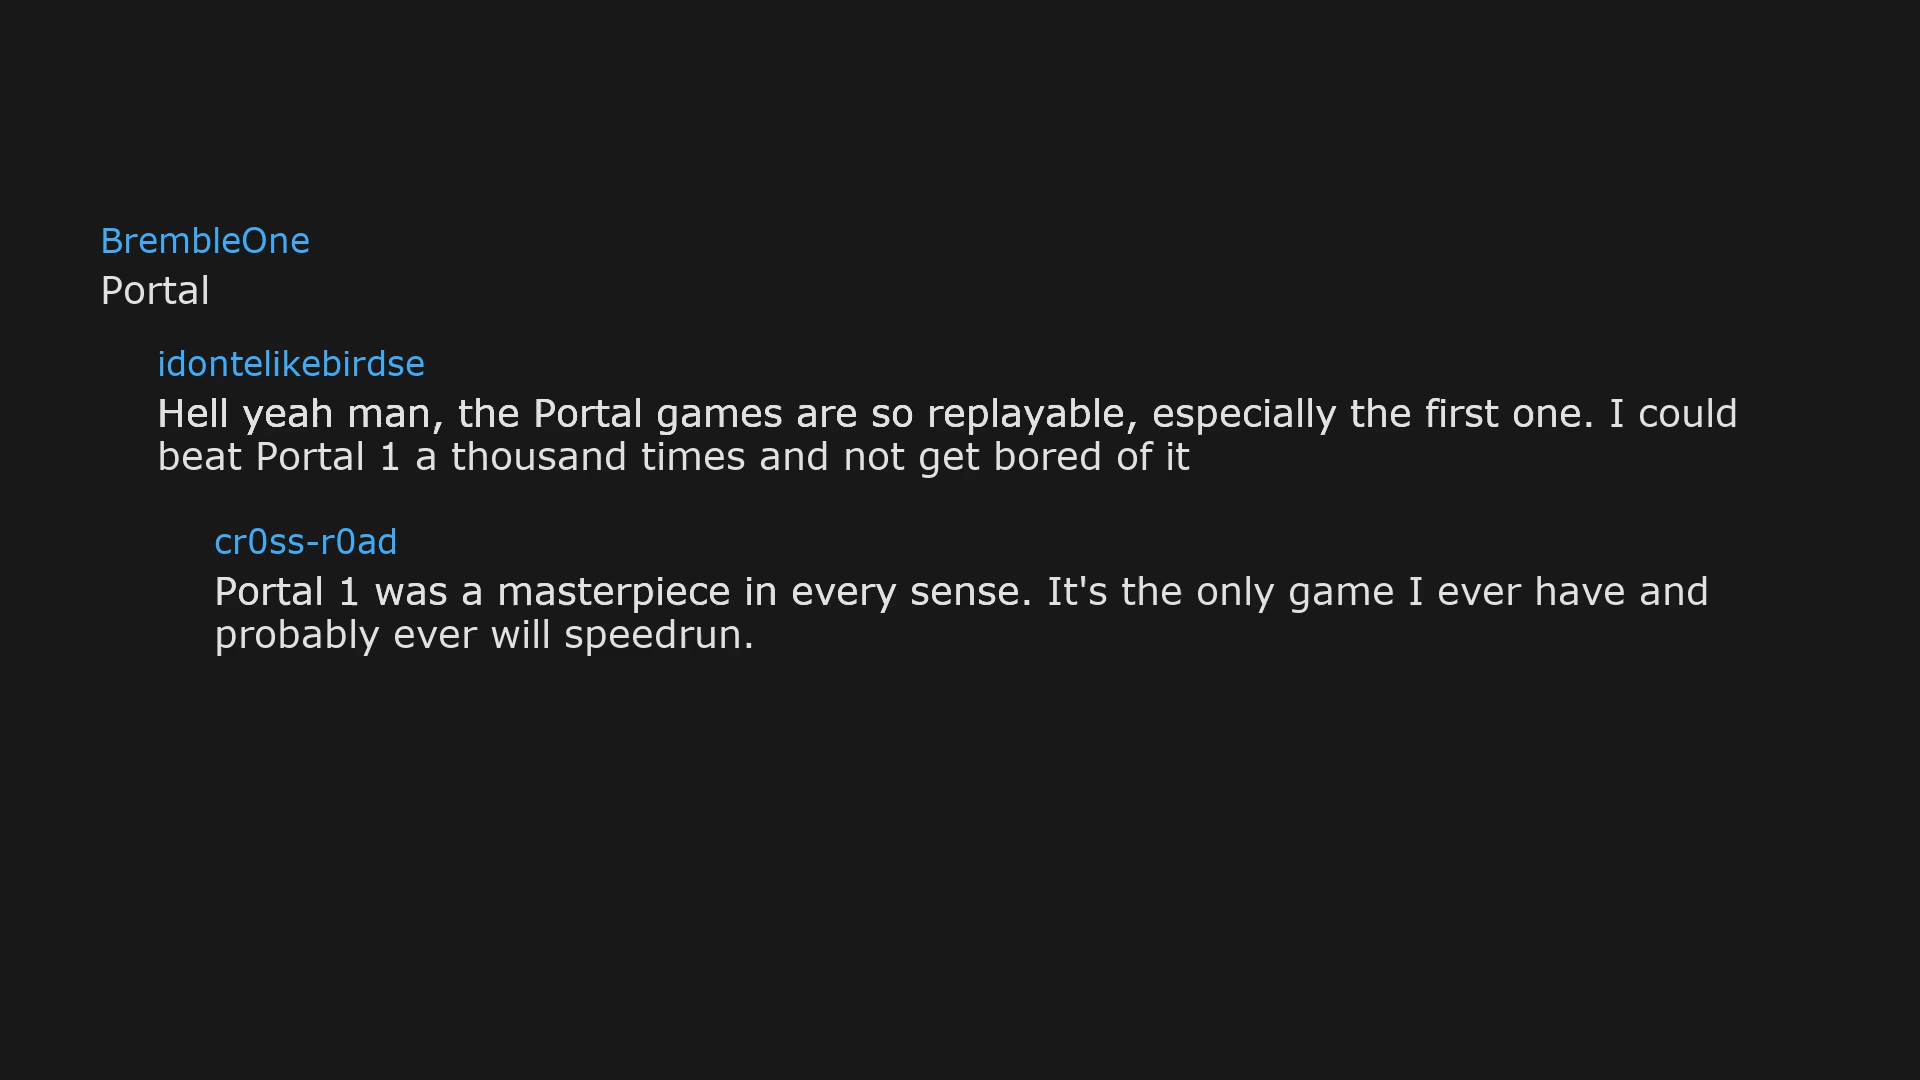 BrembleOne
Portal
idontelikebirdse
Hell yeah man, the Portal games are so replayable, especially the first one. I could
beat Portal 1 a thousand times and not get bored of it
cr0ss-r0ad
Portal 1 was a masterpiece in every sense. It's the only game I ever have and
probably ever will speedrun.